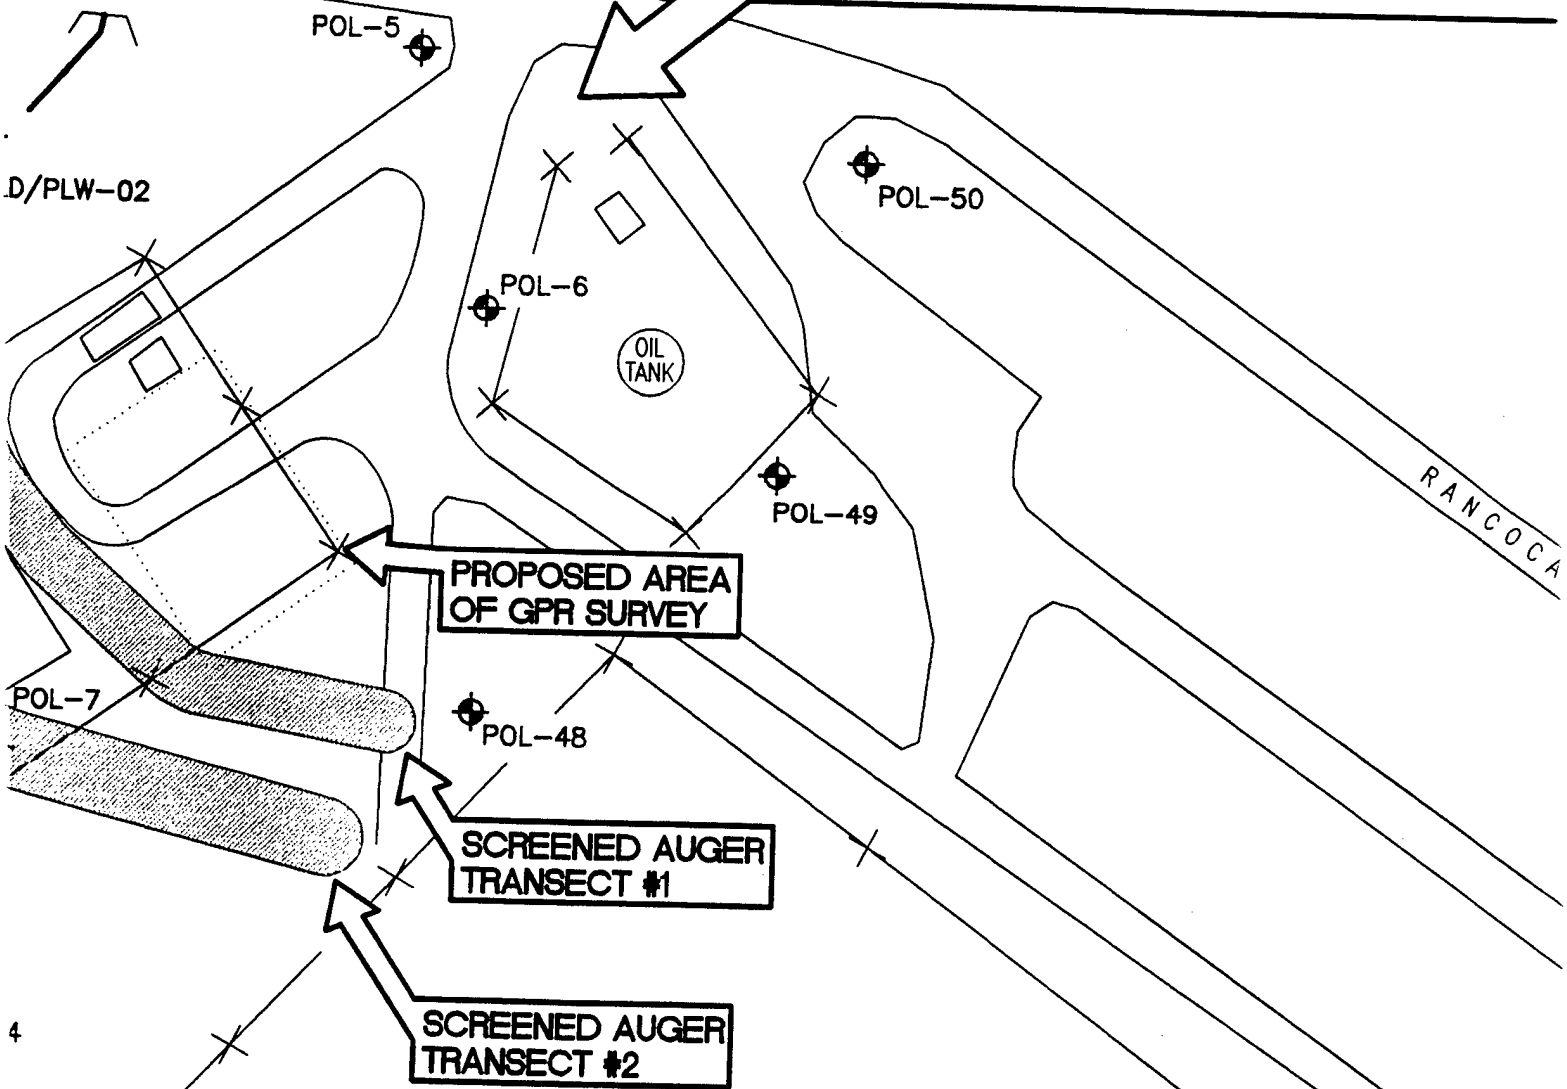 POL-5
D/PLW-02
POL-50
POL-6
OIL
TANK
RANCOCA
POL-49
PROPOSED AREA
OF GPR SURVEY
POL-7
POL-48
SCREENED AUGER
TRANSECT #1
SCREENED AUGER
TRANSECT #2
4